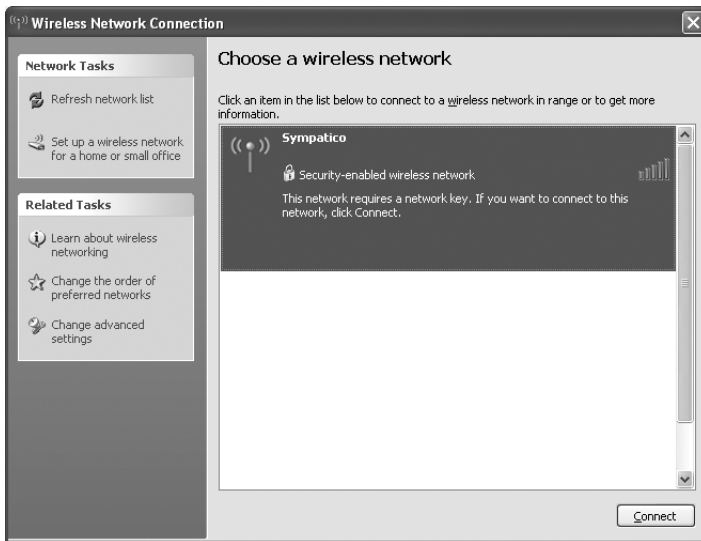 Wireless Network Connection
Network Tasks
Refresh network list
Set up a wireless network
for a home or small office
Related Tasks
Learn about wireless
networking
Change the order of
preferred networks
Change advanced
settings
Choose a wireless network
Click an item in the list below to connect to a wireless network in range or to get more
information.
Sympatico
Security-enabled wireless network
This network requires a network key. If you want to connect to this
network, click Connect.
Connect